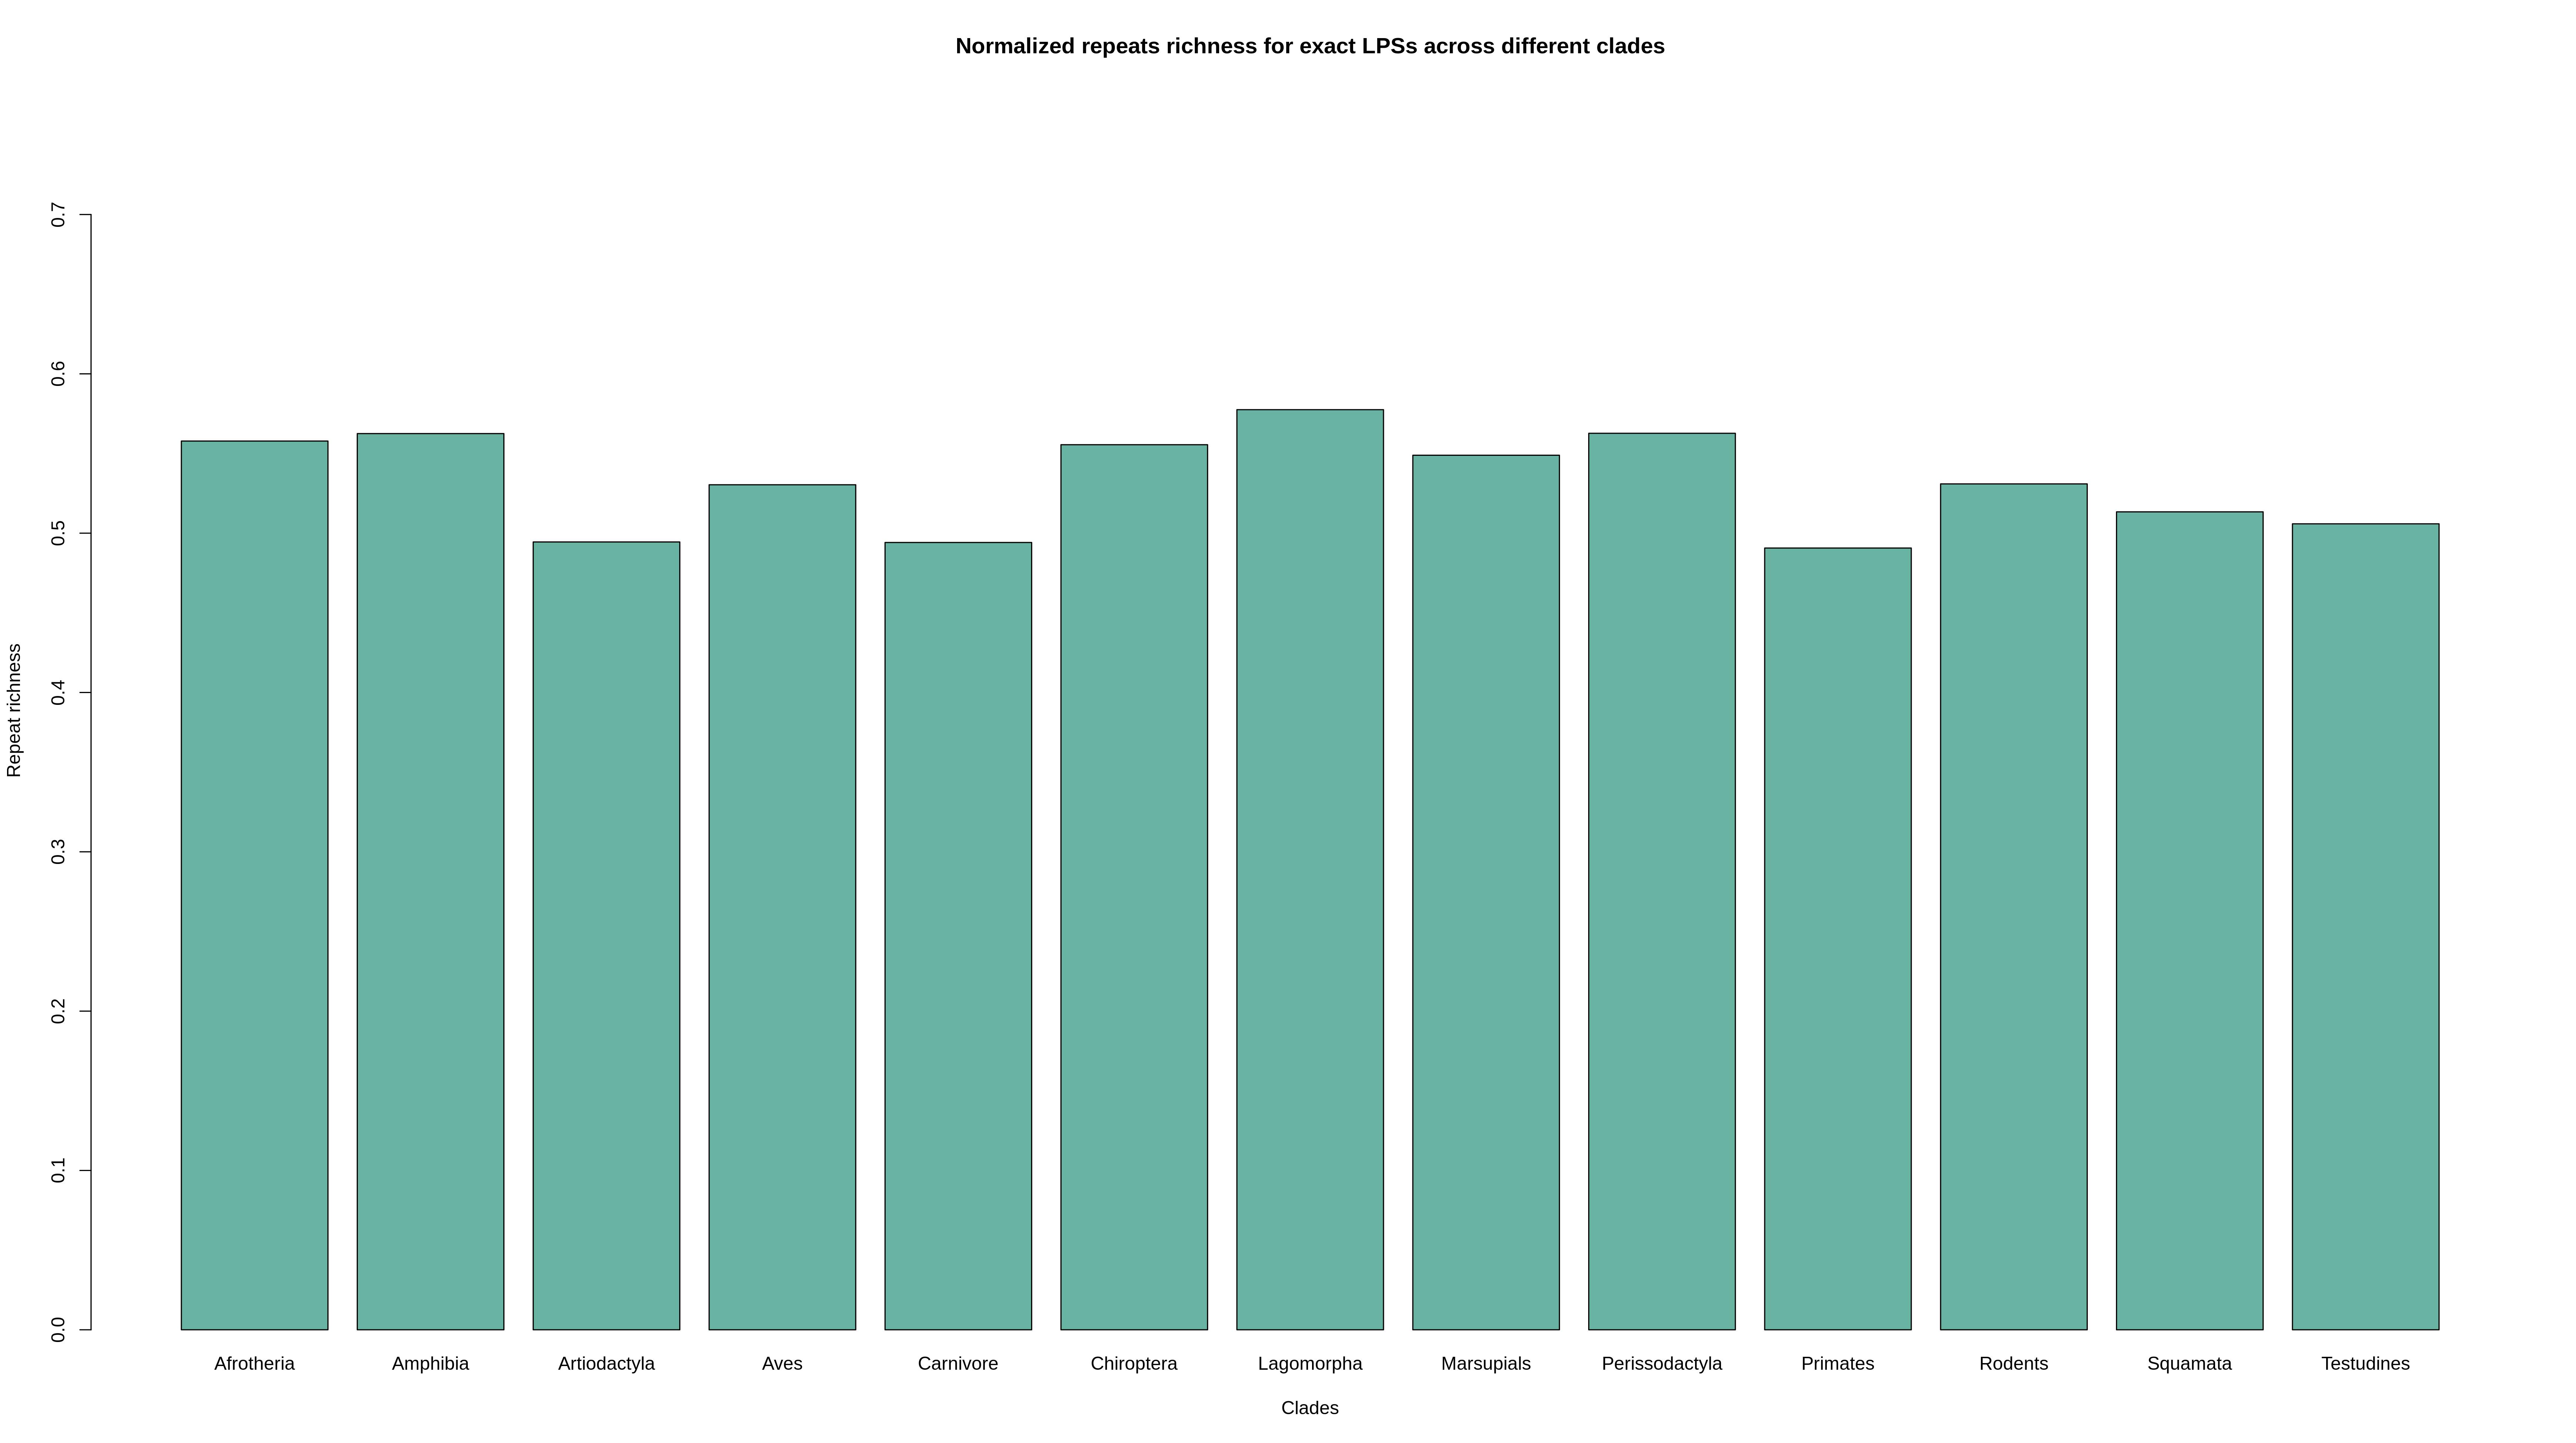 Normalized repeats richness for exact LPSs across different clades
Repeat richness
0.7
0.6
0.5
0.4
0.3
0.2
0.1
0.0
Afrotheria Amphibia Artiodactyla Aves Carnivore Chiroptera Lagomorpha Marsupials Perissodactyla Primates Rodents Squamata Testudines
Clades